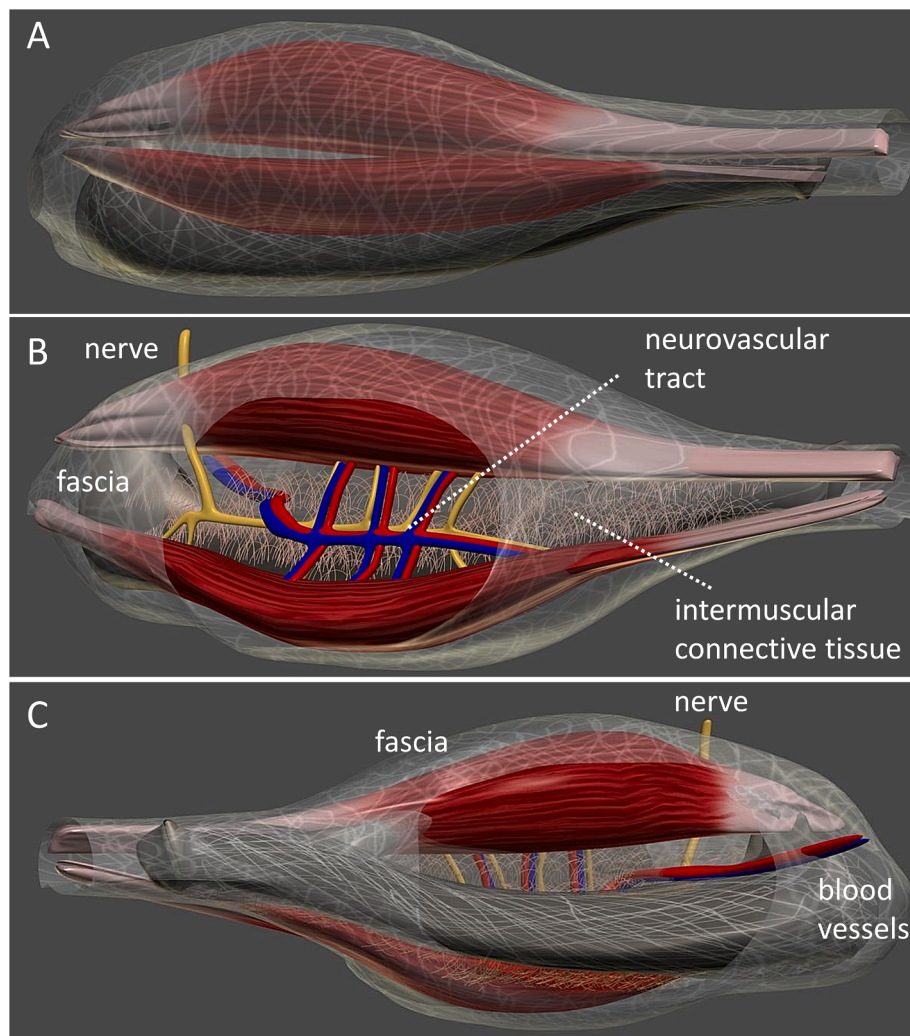 A
B
nerve
neurovascular
tract
fascia
intermuscular
connective tissue
C
nerve
fascia
blood
vessels